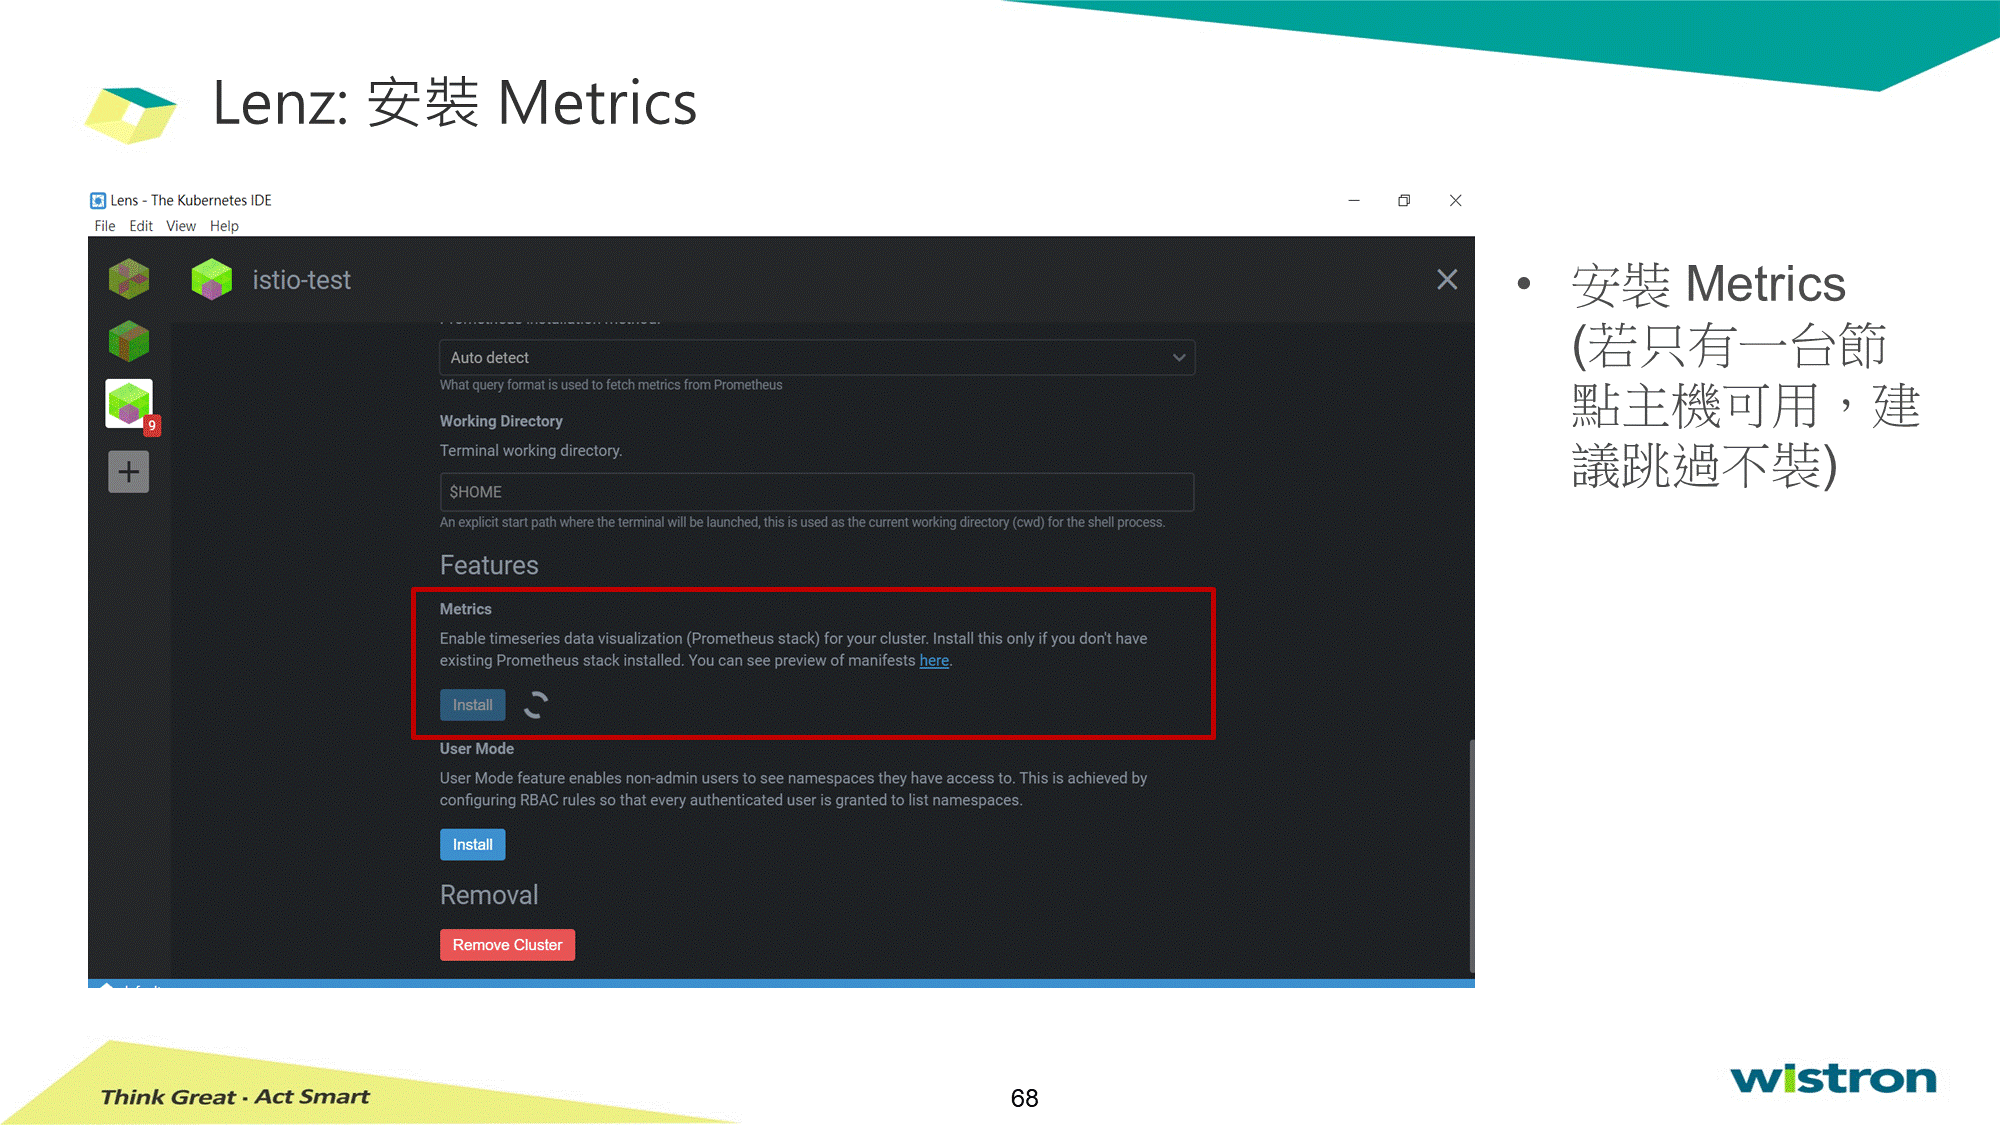 Lenz: 安裝 Metrics
Lens - The Kubernetes IDE
File Edit View Help
istio-test
Auto detect
What query format is used to fetch metrics from Prometheus
Working Directory
Terminal working directory.
$HOME
An explicit start path where the terminal will be launched, this is used as the current working directory (cwd) for the shell process.
Features
Metrics
Enable timeseries data visualization (Prometheus stack) for your cluster. Install this only if you don't have
existing Prometheus stack installed. You can see preview of manifests here.
Install
User Mode
User Mode feature enables non-admin users to see namespaces they have access to. This is achieved by
configuring RBAC rules so that every authenticated user is granted to list namespaces.
Install
Removal
Remove Cluster
9
• 安裝 Metrics
(若只有一台節
點主機可用，建
議跳過不裝)
Think Great · Act Smart
68
wistron